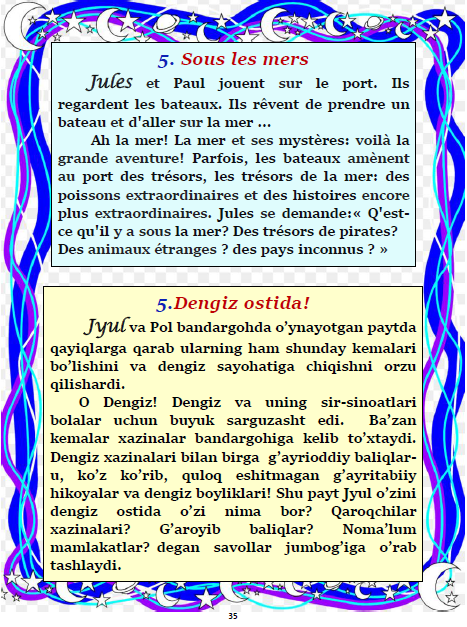 5. Sous les mers
Jules et Paul jouent sur le port. Ils
regardent les bateaux. Ils rêvent de prendre un
bateau et d'aller sur la mer ...
Ah la mer! La mer et ses mystères: voilà la
grande aventure! Parfois, les bateaux amènent
au port des trésors, les trésors de la mer: des
poissons extraordinaires et des histoires encore
plus extraordinaires. Jules se demande:« Q'est-
ce qu'il y a sous la mer? Des trésors de pirates?
Des animaux étranges ? des pays inconnus ? »
5.Dengiz ostida!
Jyul va Pol bandargohda o’ynayotgan paytda
qayiqlarga qarab ularning ham shunday kemalari
bo’lishini va dengiz sayohatiga chiqishni orzu
qilishardi.
O Dengiz! Dengiz va uning sir-sinoatlari
bolalar uchun buyuk sarguzasht edi. Ba’zan
kemalar xazinalar bandargohiga kelib to’xtaydi.
Dengiz xazinalari bilan birga g’ayrioddiy baliqlar-
u, ko’z ko’rib, quloq eshitmagan g’ayritabiiy
hikoyalar va dengiz boyliklari! Shu payt Jyul o’zini
dengiz ostida o’zi nima bor? Qaroqchilar
xazinalari? G’aroyib baliqlar? Noma’lum
mamlakatlar? degan savollar jumbog’iga o’rab
tashlaydi.
35